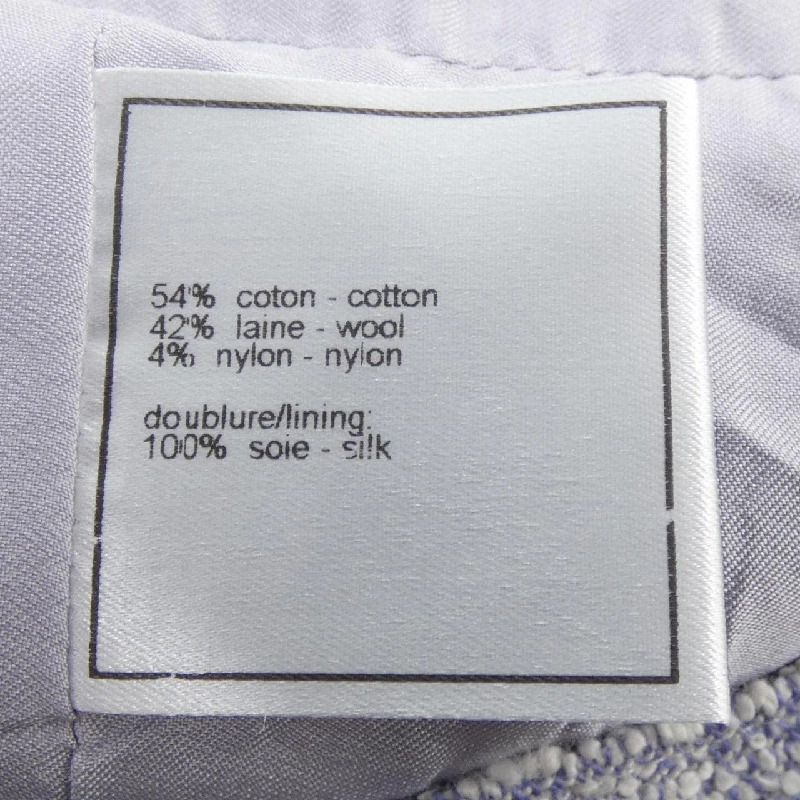 54% coton - cotton
42% laine - wool
4% nylon - nylon
doublure/lining:
100% soie - silk